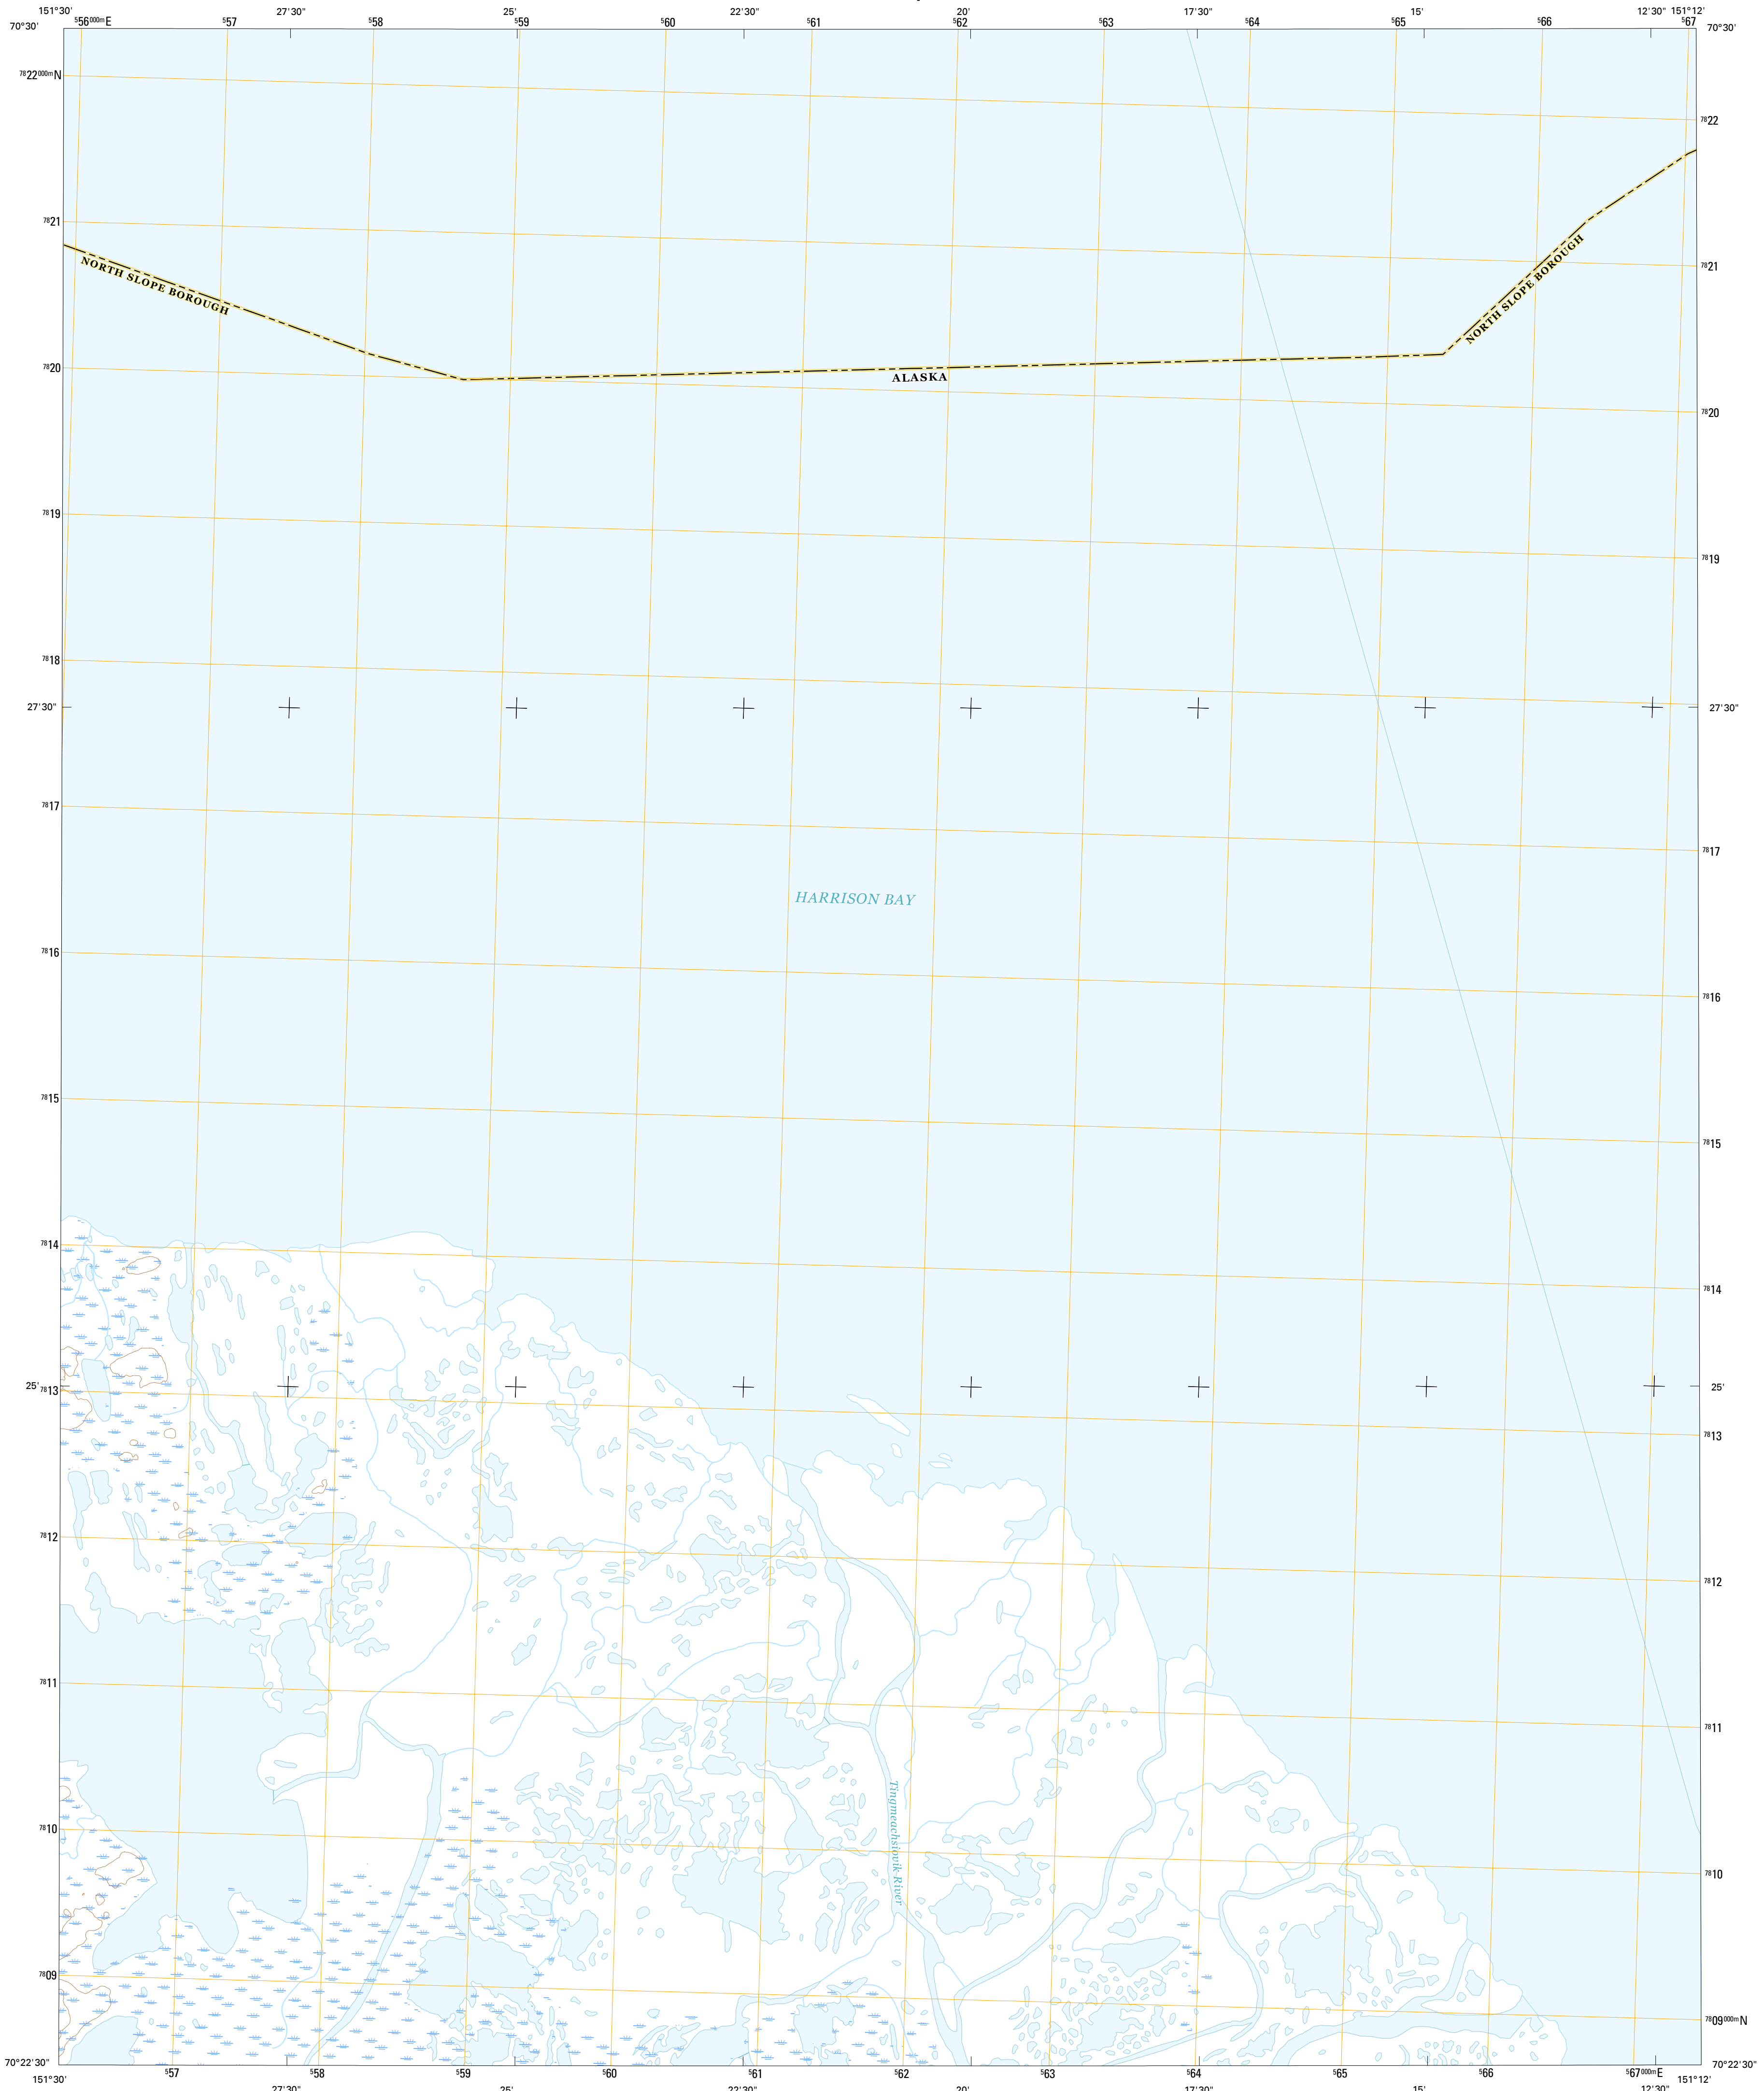 151°30' 27'30" 25' 22'30" 20' 17'30" 15' 12'30" 151°12'
⁵56⁰⁰⁰ᵐE ⁵57 ⁵58 ⁵59 ⁵60 ⁵61 ⁵62 ⁵63 ⁵64 ⁵65 ⁵66 ⁵67
70°30' 70°30'
⁷⁸22⁰⁰⁰ᵐN
⁷⁸22
⁷⁸21
NORTH SLOPE BOROUGH
NORTH SLOPE BOROUGH
⁷⁸21
⁷⁸20
ALASKA
⁷⁸20
⁷⁸19
⁷⁸19
⁷⁸18
27'30" 27'30"
⁷⁸17
⁷⁸17
HARRISON BAY
⁷⁸16
⁷⁸16
⁷⁸15
⁷⁸15
⁷⁸14
⁷⁸14
25' ⁷⁸13 25'
⁷⁸13
⁷⁸12
⁷⁸12
⁷⁸11
⁷⁸11
Tingmeachsiovik River
⁷⁸10
⁷⁸10
⁷⁸09
⁷⁸09⁰⁰⁰ᵐN
70°22'30" 70°22'30"
151°30' ⁵57 ⁵58 ⁵59 ⁵60 ⁵61 ⁵62 ⁵63 ⁵64 ⁵65 ⁵66 ⁵67⁰⁰⁰ᵐE 151°12'
27'30" 25' 22'30" 20' 17'30" 15' 12'30"